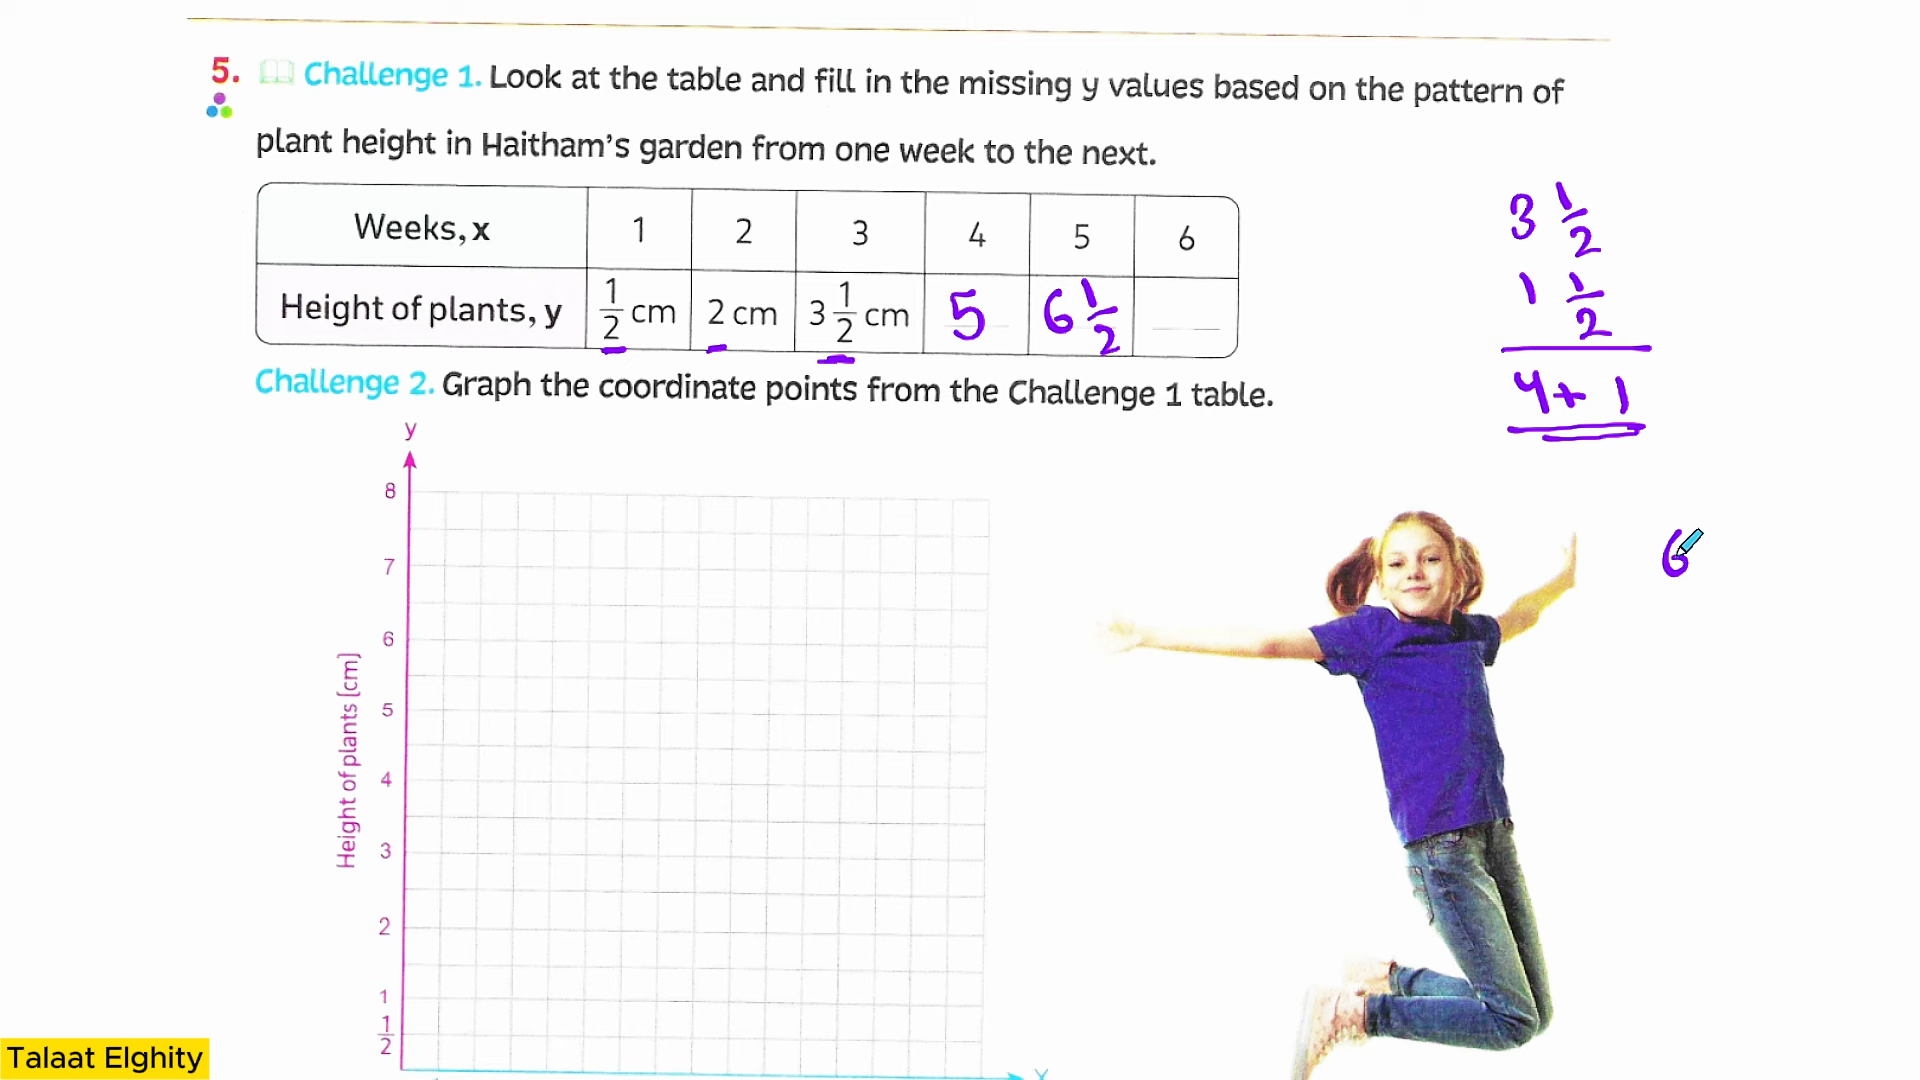 5. Challenge 1. Look at the table and fill in the missing y values based on the pattern of
plant height in Haitham's garden from one week to the next.
Weeks, x 1 2 3 4 5 6
Height of plants, y 1/2 cm 2 cm 3 1/2 cm 5 6 1/2
3 1/2
1 1/2
4 + 1
6
Challenge 2. Graph the coordinate points from the Challenge 1 table.
y
8
7
6
5
4
3
2
1
1/2
Height of plants (cm)
x
Talaat Elghity